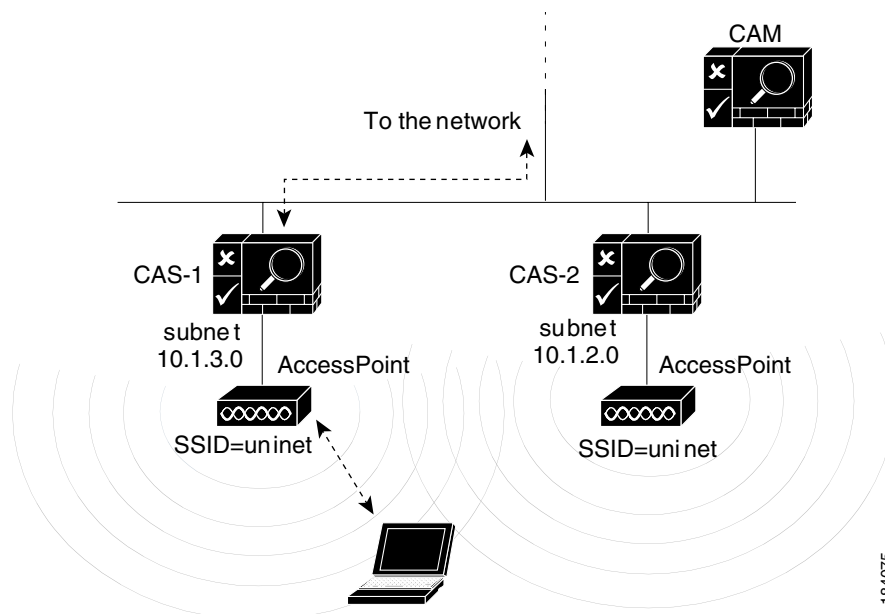 CAM
To the network
CAS-1
CAS-2
subnet
10.1.3.0
subnet
10.1.2.0
AccessPoint
AccessPoint
SSID=uninet
SSID=uninet